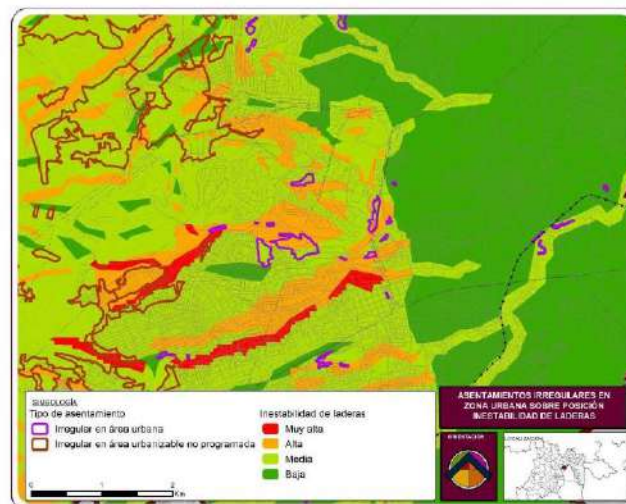 SIMBOLOGÍA
Tipo de asentamiento
Irregular en área urbana
Irregular en área urbanizable no programada
0
1
2
Km
Inestabilidad de laderas
Muy alta
Alta
Media
Baja
ASENTAMIENTOS IRREGULARES EN
ZONA URBANA SOBRE POSICIÓN
INESTABILIDAD DE LADERAS
ORIENTACIÓN
LOCALIZACIÓN